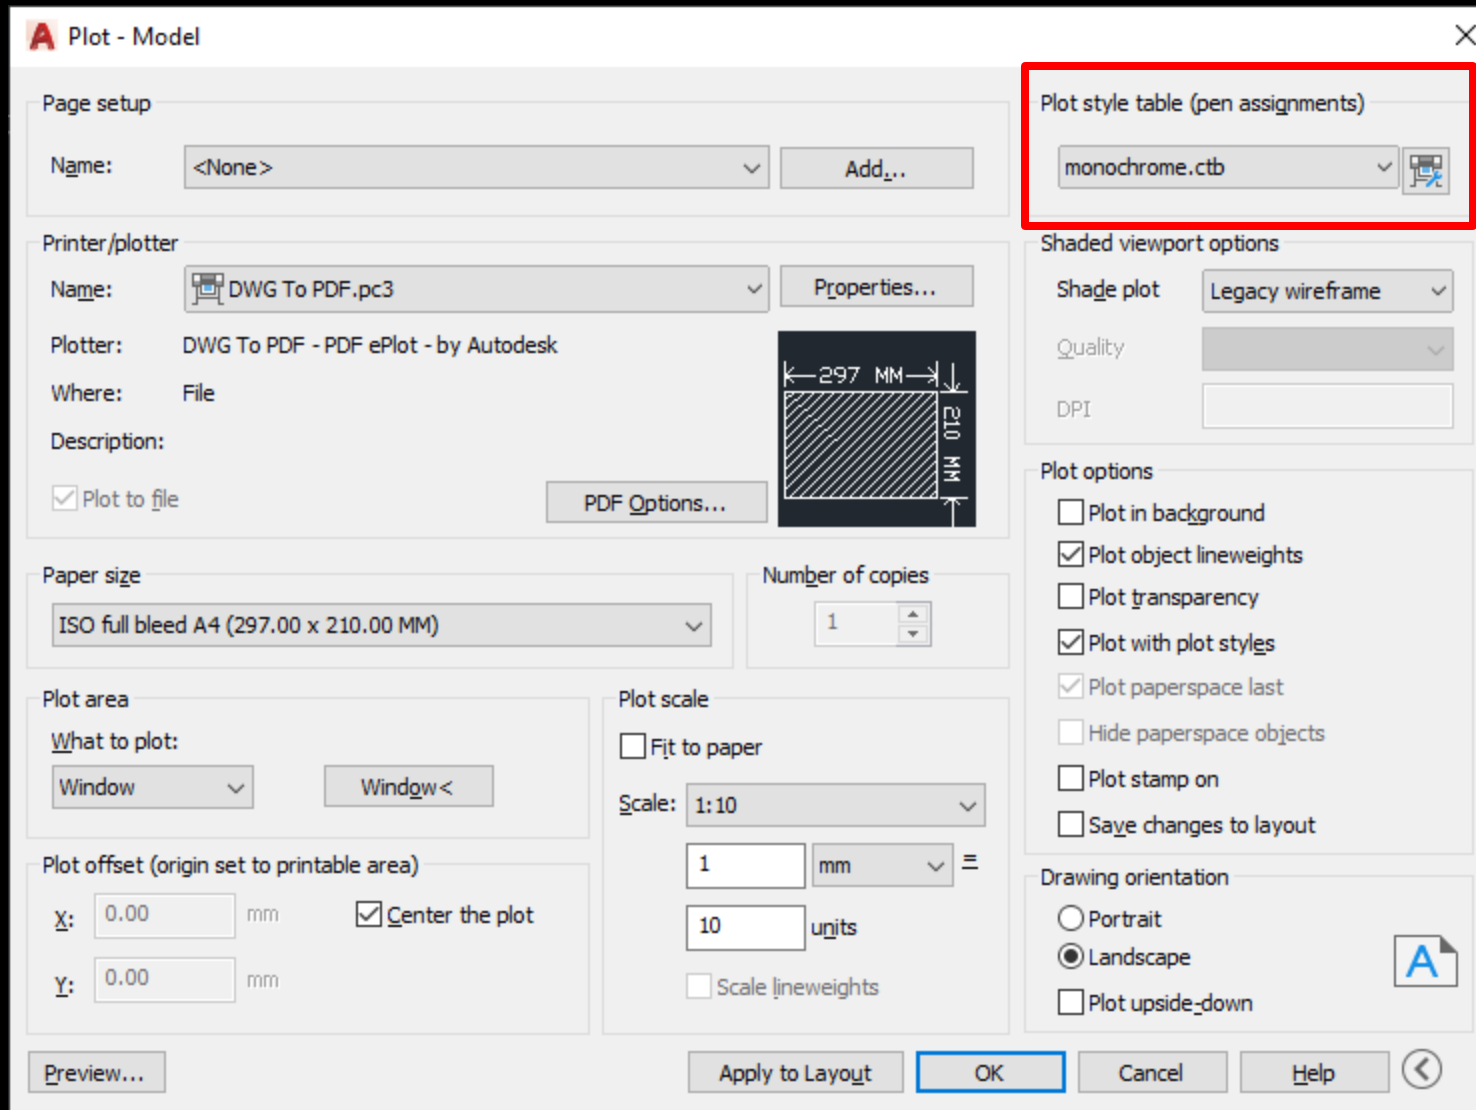 Plot - Model
Page setup
Name:
<None>
Add...
Plot style table (pen assignments)
monochrome.ctb
Printer/plotter
Name:
DWG To PDF.pc3
Properties...
Plotter:
DWG To PDF - PDF ePlot - by Autodesk
Where:
File
Description:
Plot to file
PDF Options...
297 MM
210 MM
Shaded viewport options
Shade plot
Legacy wireframe
Quality
DPI
Paper size
ISO full bleed A4 (297.00 x 210.00 MM)
Number of copies
1
Plot options
Plot in background
Plot object lineweights
Plot transparency
Plot with plot styles
Plot paperspace last
Hide paperspace objects
Plot stamp on
Save changes to layout
Plot area
What to plot:
Window
Window<
Plot scale
Fit to paper
Scale:
1:10
1
mm
=
10
units
Scale lineweights
Plot offset (origin set to printable area)
X:
0.00
mm
Center the plot
Y:
0.00
mm
Drawing orientation
Portrait
Landscape
Plot upside-down
A
Preview...
Apply to Layout
OK
Cancel
Help